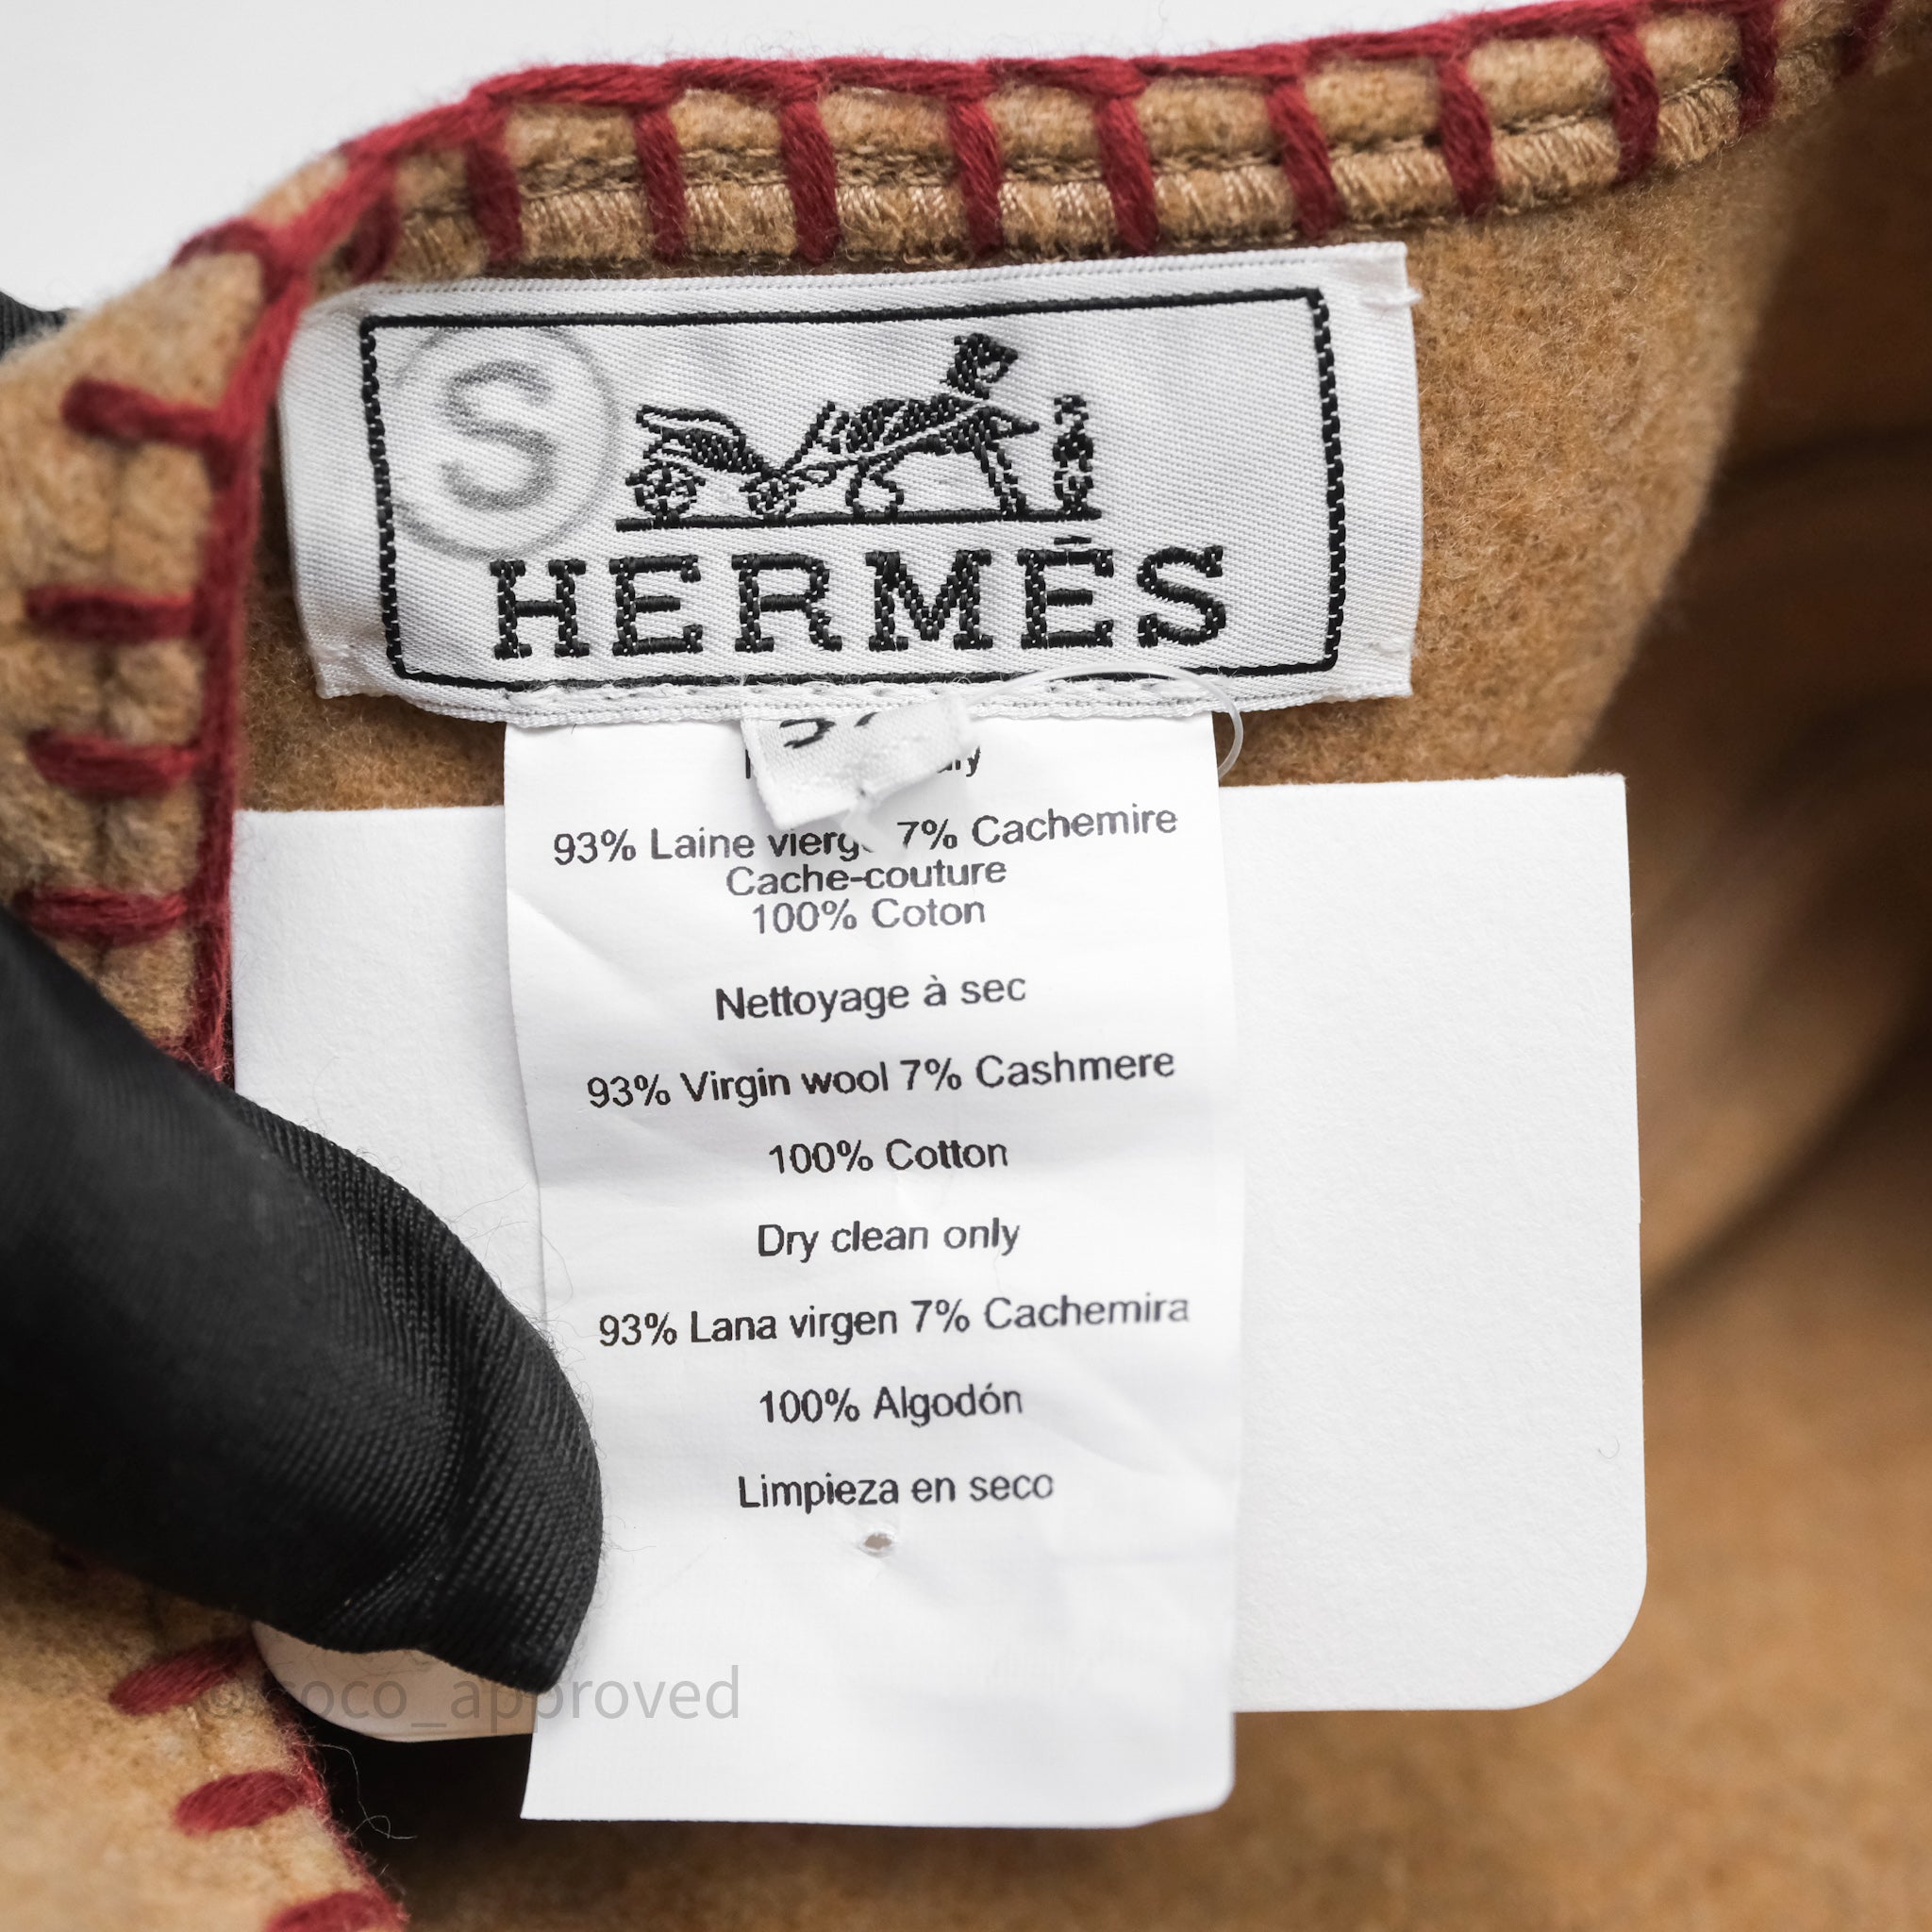 S
HERMÈS
93% Laine 7% Cachemire
Cache-couture
100% Coton
Nettoyage à sec
93% Virgin wool 7% Cashmere
100% Cotton
Dry clean only
93% Lana virgen 7% Cachemira
100% Algodón
Limpieza en seco
©coco_approved